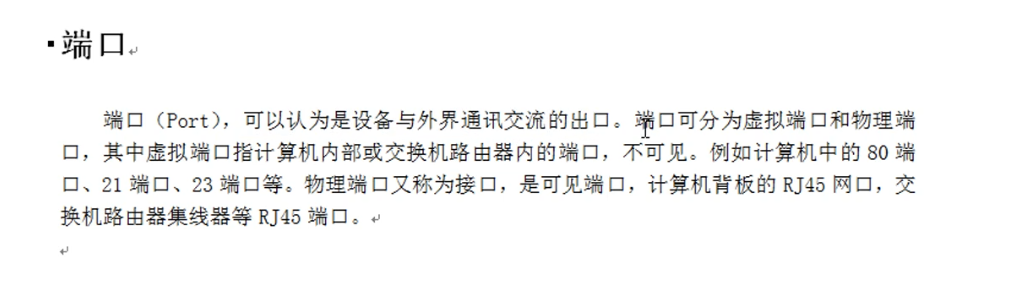 端口
端口（Port），可以认为是设备与外界通讯交流的出口。端口可分为虚拟端口和物理端
口，其中虚拟端口指计算机内部或交换机路由器内的端口，不可见。例如计算机中的 80 端
口、21 端口、23 端口等。物理端口又称为接口，是可见端口，计算机背板的 RJ45 网口，交
换机路由器集线器等 RJ45 端口。